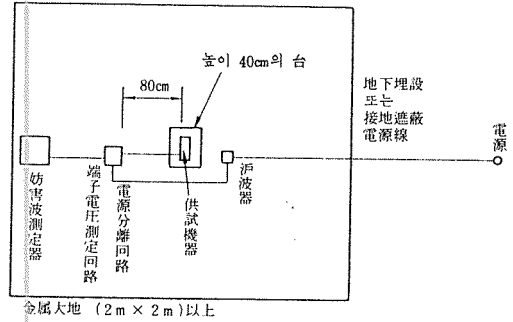 높이 40cm의 台
80cm
地下埋設
또는
接地遮蔽
電源線
電源
妨害波測定器
端子電圧測定回路
電源分離回路
供試機器
濾波器
金属大地 (2m × 2m)以上